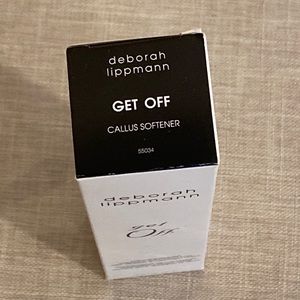 deborah
lippmann
GET OFF
CALLUS SOFTENER
55034
deborah
lippmann
get
Off